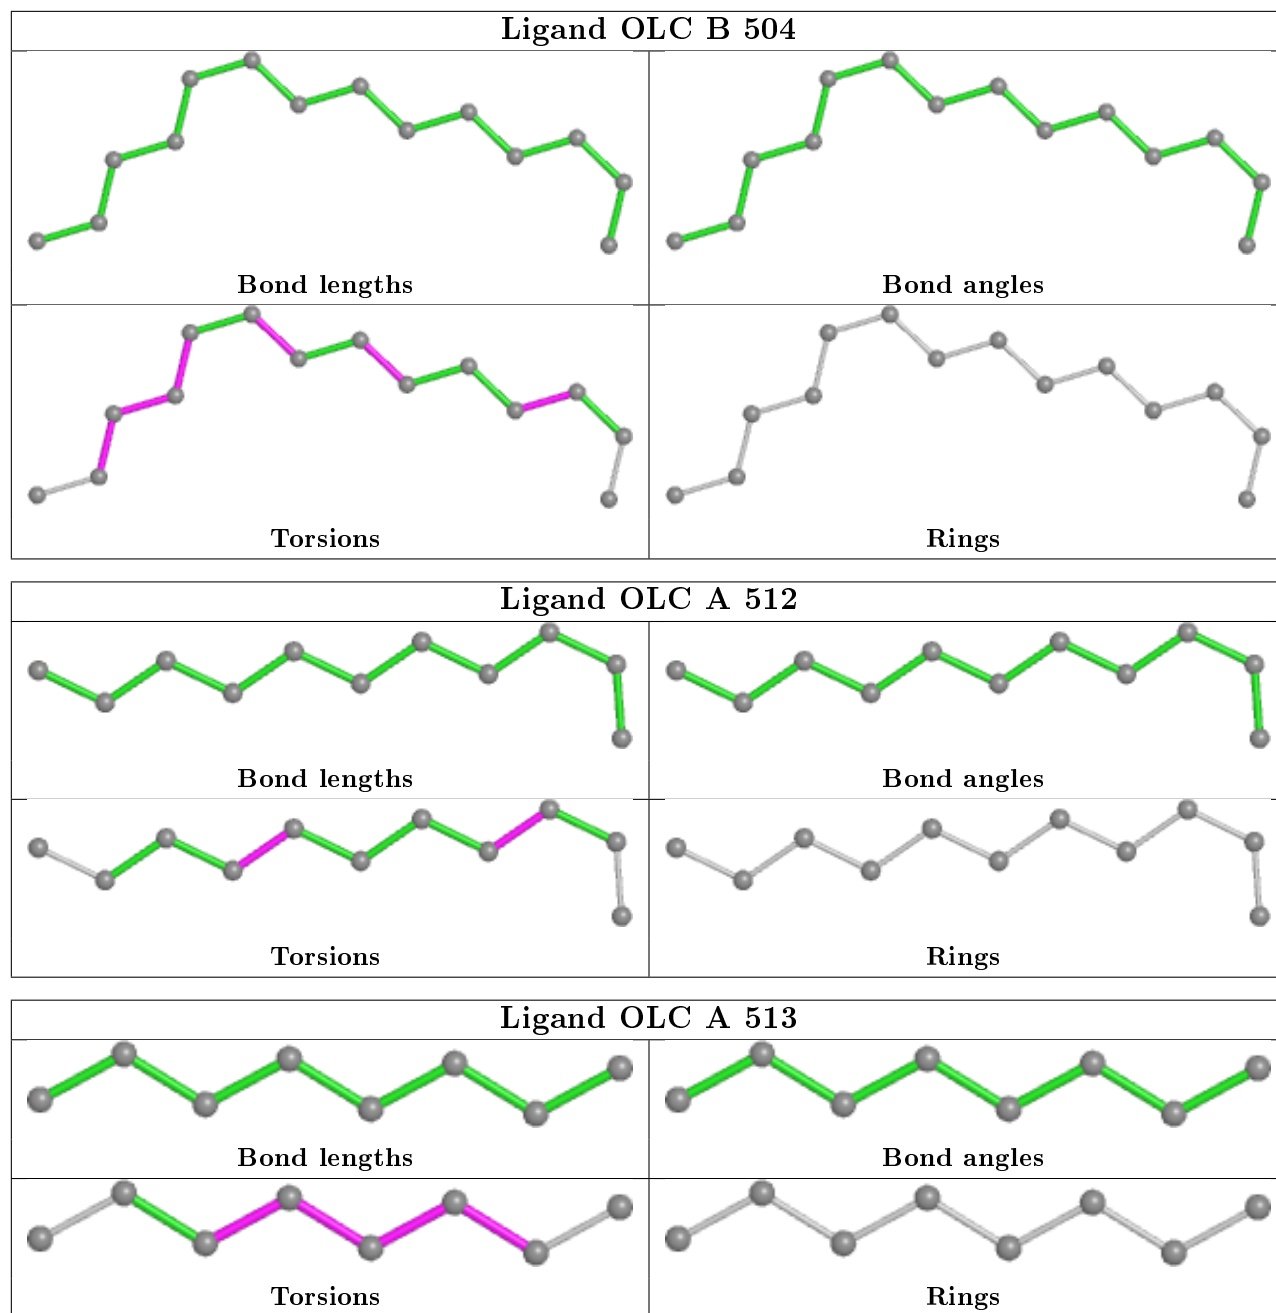 Ligand OLC B 504
Bond lengths
Bond angles
Torsions
Rings
Ligand OLC A 512
Bond lengths
Bond angles
Torsions
Rings
Ligand OLC A 513
Bond lengths
Bond angles
Torsions
Rings